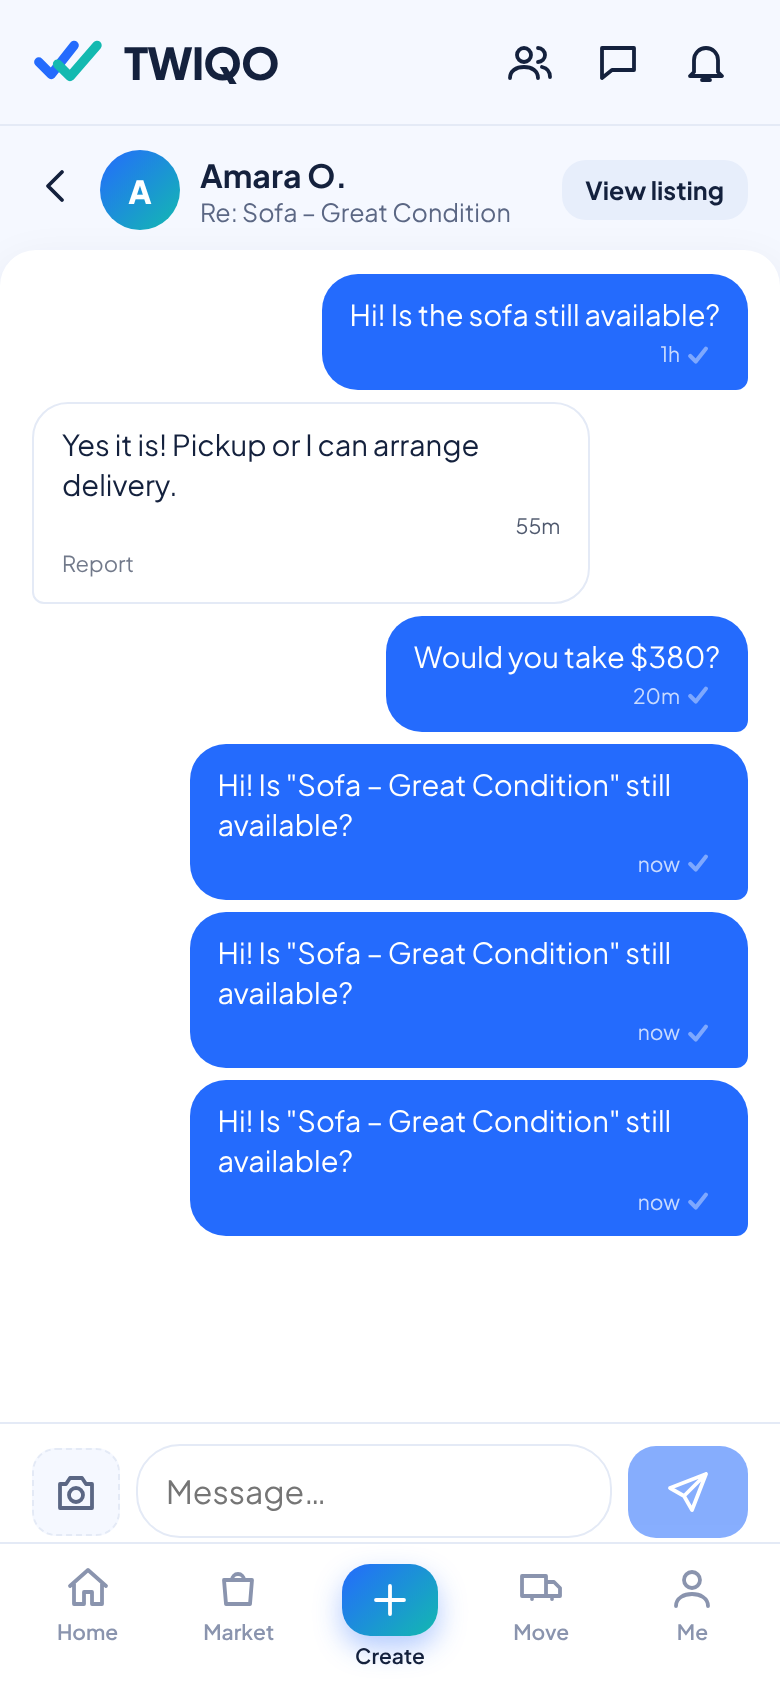 TWIQO
A
Amara O.
Re: Sofa – Great Condition
View listing
Hi! Is the sofa still available?
1h
Yes it is! Pickup or I can arrange
delivery.
55m
Report
Would you take $380?
20m
Hi! Is "Sofa – Great Condition" still
available?
now
Hi! Is "Sofa – Great Condition" still
available?
now
Hi! Is "Sofa – Great Condition" still
available?
now
Message...
Home
Market
Create
Move
Me